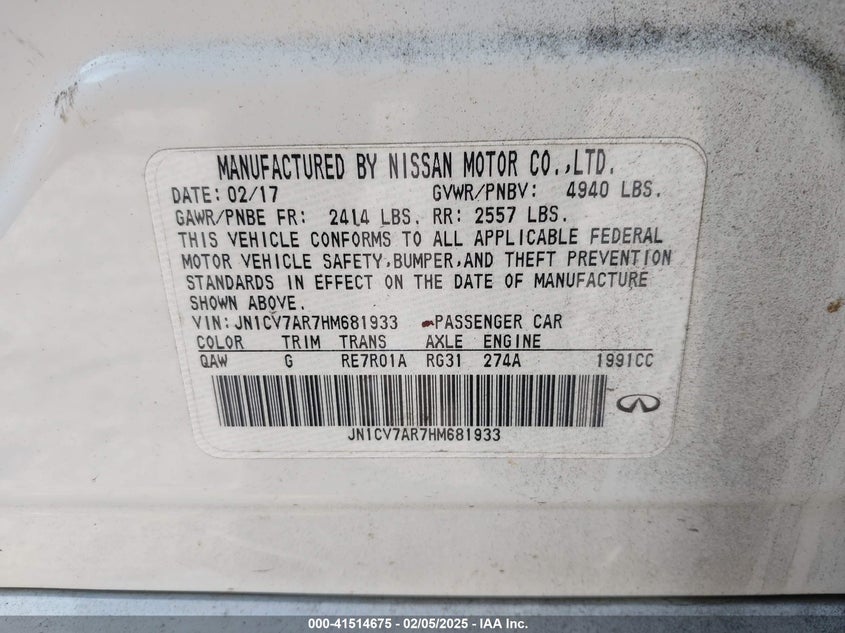 MANUFACTURED BY NISSAN MOTOR CO.,LTD.
DATE: 02/17 GVWR/PNBV: 4940 LBS.
GAWR/PNBE FR: 2414 LBS. RR: 2557 LBS.
THIS VEHICLE CONFORMS TO ALL APPLICABLE FEDERAL
MOTOR VEHICLE SAFETY,BUMPER,AND THEFT PREVENTION
STANDARDS IN EFFECT ON THE DATE OF MANUFACTURE
SHOWN ABOVE.
VIN:JN1CV7AR7HM681933 PASSENGER CAR
COLOR TRIM TRANS AXLE ENGINE
QAW G RE7R01A RG31 274A 1991CC
JN1CV7AR7HM681933
000-41514675 - 02/05/2025 - IAA Inc.